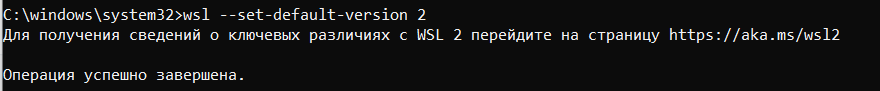 C:\windows\system32>wsl --set-default-version 2
Для получения сведений о ключевых различиях с WSL 2 перейдите на страницу https://aka.ms/wsl2
Операция успешно завершена.